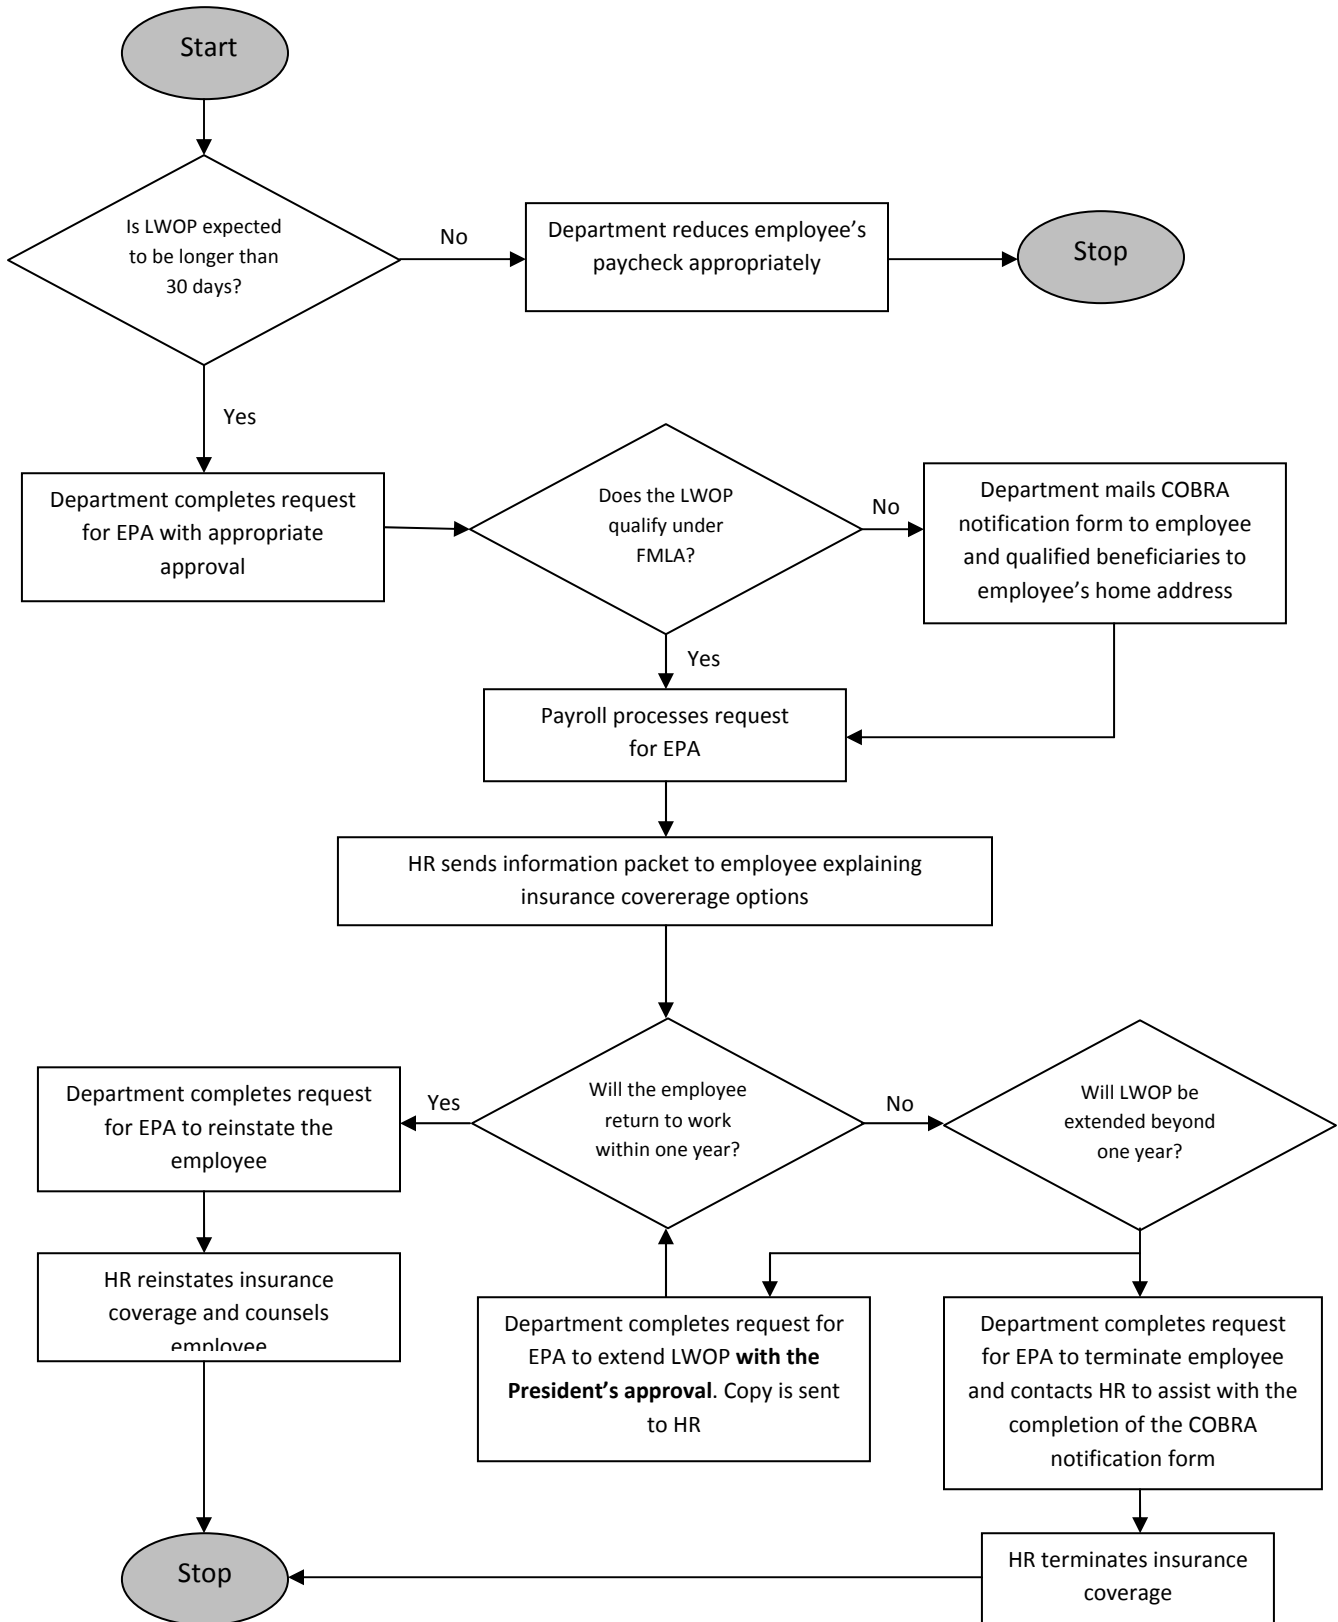 Start
Is LWOP expected
to be longer than
30 days?
No
Department reduces employee’s
paycheck appropriately
Stop
Yes
Department completes request
for EPA with appropriate
approval
Does the LWOP
qualify under
FMLA?
No
Department mails COBRA
notification form to employee
and qualified beneficiaries to
employee’s home address
Yes
Payroll processes request
for EPA
HR sends information packet to employee explaining
insurance covererage options
Will the employee
return to work
within one year?
Yes
Department completes request
for EPA to reinstate the
employee
No
Will LWOP be
extended beyond
one year?
HR reinstates insurance
coverage and counsels
employee
Department completes request for
EPA to extend LWOP with the
President’s approval. Copy is sent
to HR
Department completes request
for EPA to terminate employee
and contacts HR to assist with the
completion of the COBRA
notification form
HR terminates insurance
coverage
Stop